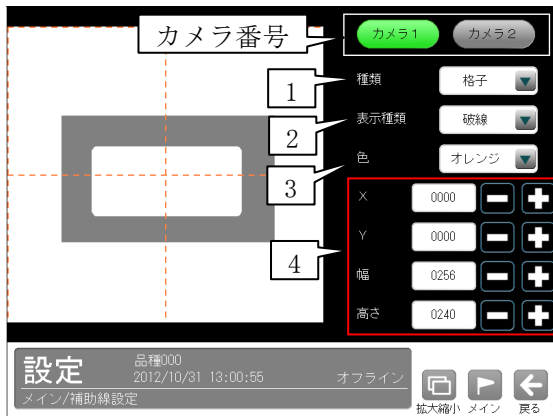 カメラ番号
カメラ1
カメラ2
1
種類
格子
2
表示種類
破線
3
色
オレンジ
4
X
0000
Y
0000
幅
0256
高さ
0240
設定
品種000
2012/10/31 13:00:55
オフライン
メイン/補助線設定
拡大縮小
メイン
戻る